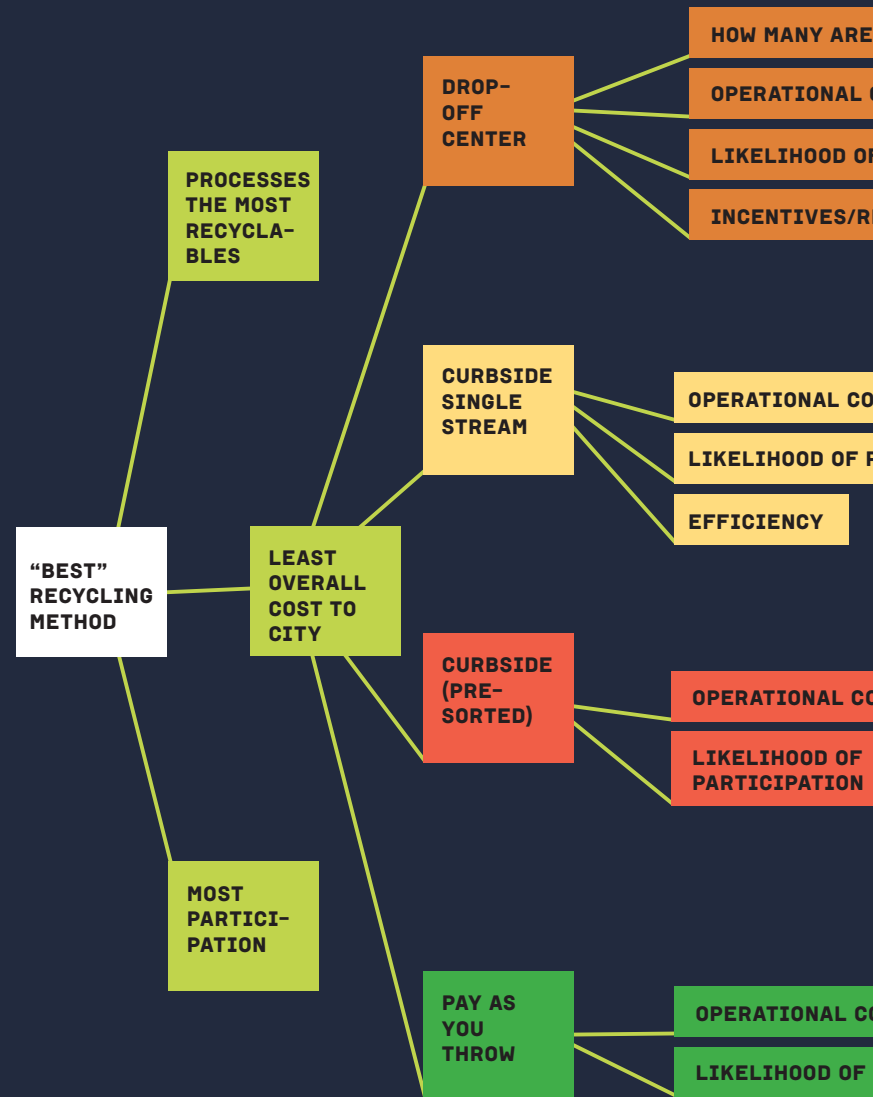 HOW MANY ARE
DROP-
OFF
CENTER
OPERATIONAL
LIKELIHOOD
PROCESSES
THE MOST
RECYCLA-
BLES
CURBSIDE
SINGLE
STREAM
OPERATIONAL
LIKELIHOOD OF
EFFICIENCY
“BEST”
RECYCLING
METHOD
LEAST
OVERALL
COST TO
CITY
CURBSIDE
(PRE-
SORTED)
OPERATIONAL
LIKELIHOOD OF
PARTICIPATION
MOST
PARTICI-
PATION
PAY AS
YOU
THROW
OPERATIONAL
LIKELIHOOD OF